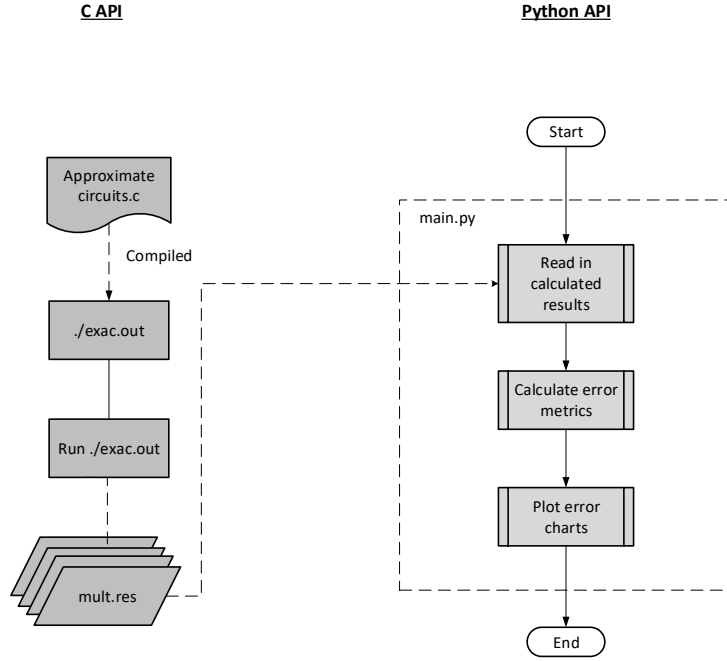 C API
Python API
Start
Approximate
circuits.c
main.py
Compiled
Read in
calculated
results
./exac.out
Calculate error
metrics
Run ./exac.out
Plot error
charts
mult.res
End